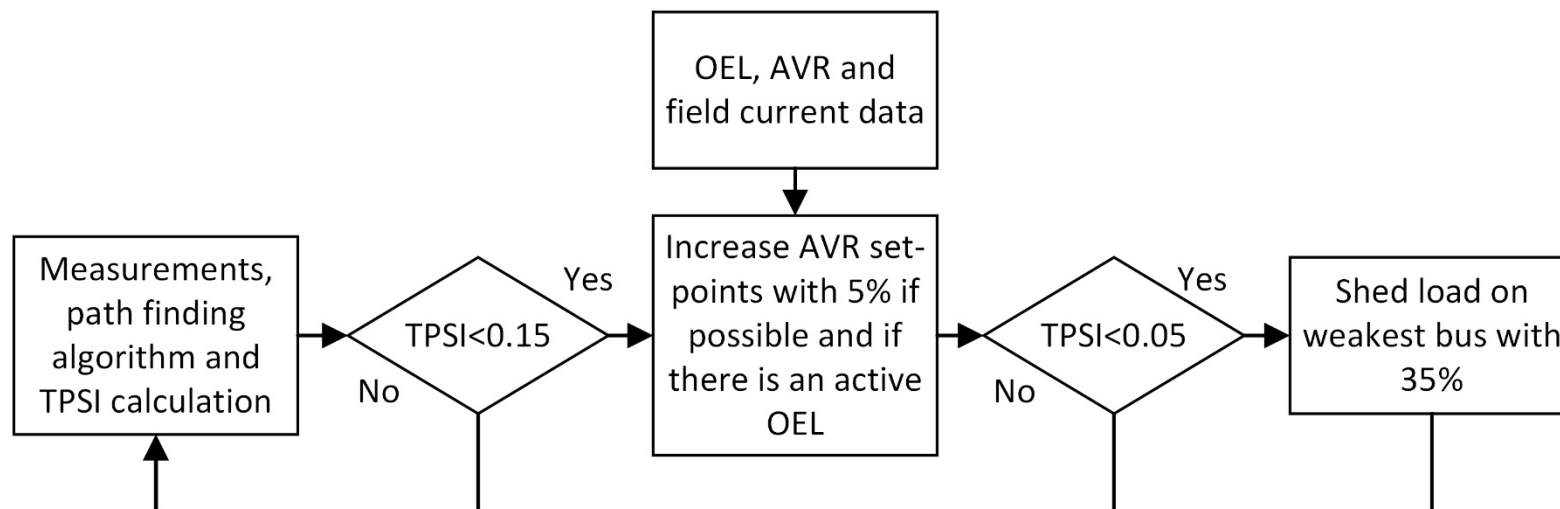 OEL, AVR and
field current data
Measurements,
path finding
algorithm and
TPSI calculation
TPSI<0.15
Yes
No
Increase AVR set-
points with 5% if
possible and if
there is an active
OEL
TPSI<0.05
Yes
No
Shed load on
weakest bus with
35%